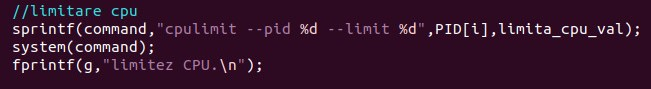 //limitare cpu
sprintf(command,"cpulimit --pid %d --limit %d",PID[i],limita_cpu_val);
system(command);
fprintf(g,"limitez CPU.\n");